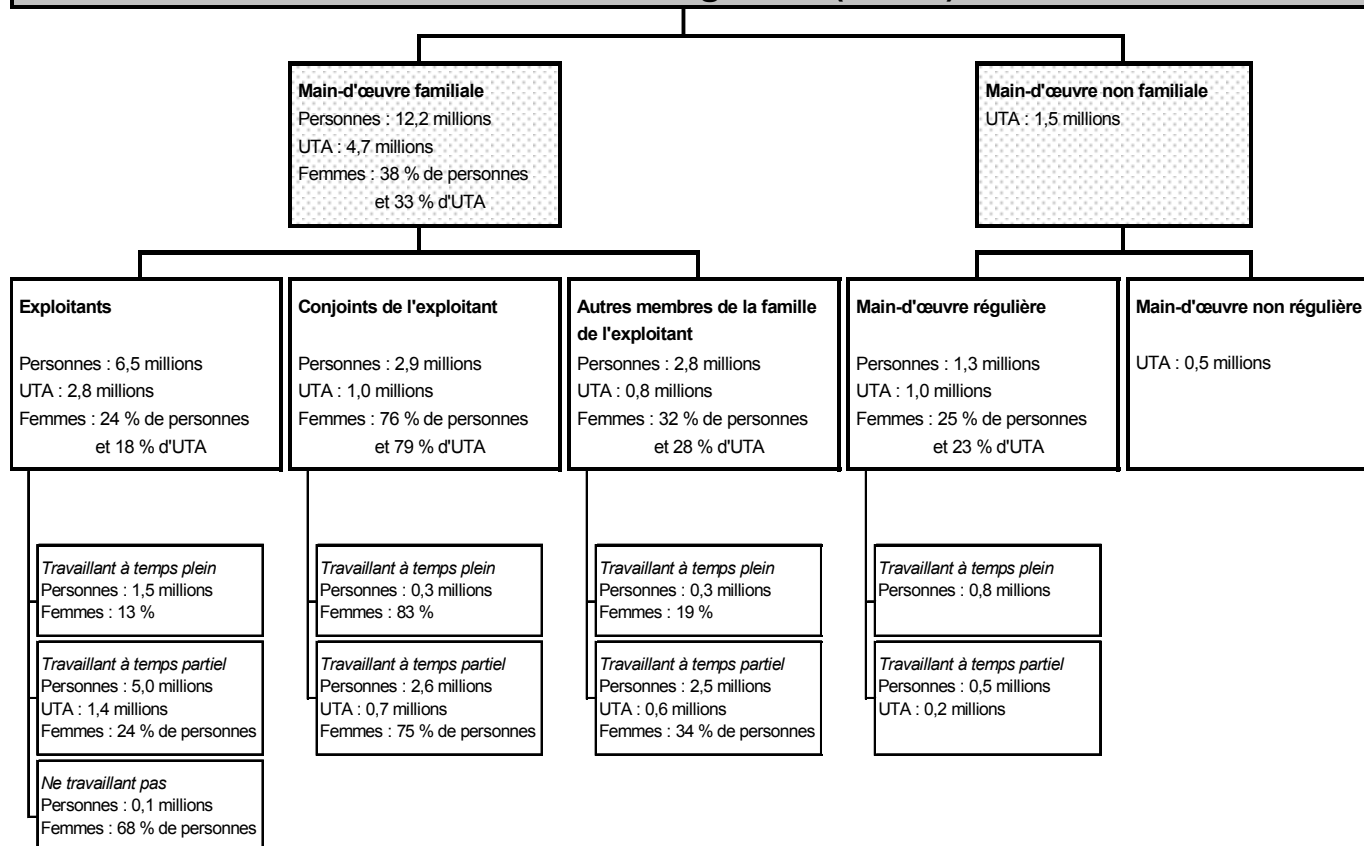 Main-d'œuvre familiale
Personnes : 12,2 millions
UTA : 4,7 millions
Femmes : 38 % de personnes
et 33 % d'UTA
Main-d'œuvre non familiale
UTA : 1,5 millions
Exploitants
Personnes : 6,5 millions
UTA : 2,8 millions
Femmes : 24 % de personnes
et 18 % d'UTA
Conjoints de l'exploitant
Personnes : 2,9 millions
UTA : 1,0 millions
Femmes : 76 % de personnes
et 79 % d'UTA
Autres membres de la famille
de l'exploitant
Personnes : 2,8 millions
UTA : 0,8 millions
Femmes : 32 % de personnes
et 28 % d'UTA
Main-d'œuvre régulière
Personnes : 1,3 millions
UTA : 1,0 millions
Femmes : 25 % de personnes
et 23 % d'UTA
Main-d'œuvre non régulière
UTA : 0,5 millions
Travaillant à temps plein
Personnes : 1,5 millions
Femmes : 13 %
Travaillant à temps partiel
Personnes : 5,0 millions
UTA : 1,4 millions
Femmes : 24 % de personnes
Ne travaillant pas
Personnes : 0,1 millions
Femmes : 68 % de personnes
Travaillant à temps plein
Personnes : 0,3 millions
Femmes : 83 %
Travaillant à temps partiel
Personnes : 2,6 millions
UTA : 0,7 millions
Femmes : 75 % de personnes
Travaillant à temps plein
Personnes : 0,3 millions
Femmes : 19 %
Travaillant à temps partiel
Personnes : 2,5 millions
UTA : 0,6 millions
Femmes : 34 % de personnes
Travaillant à temps plein
Personnes : 0,8 millions
Travaillant à temps partiel
Personnes : 0,5 millions
UTA : 0,2 millions